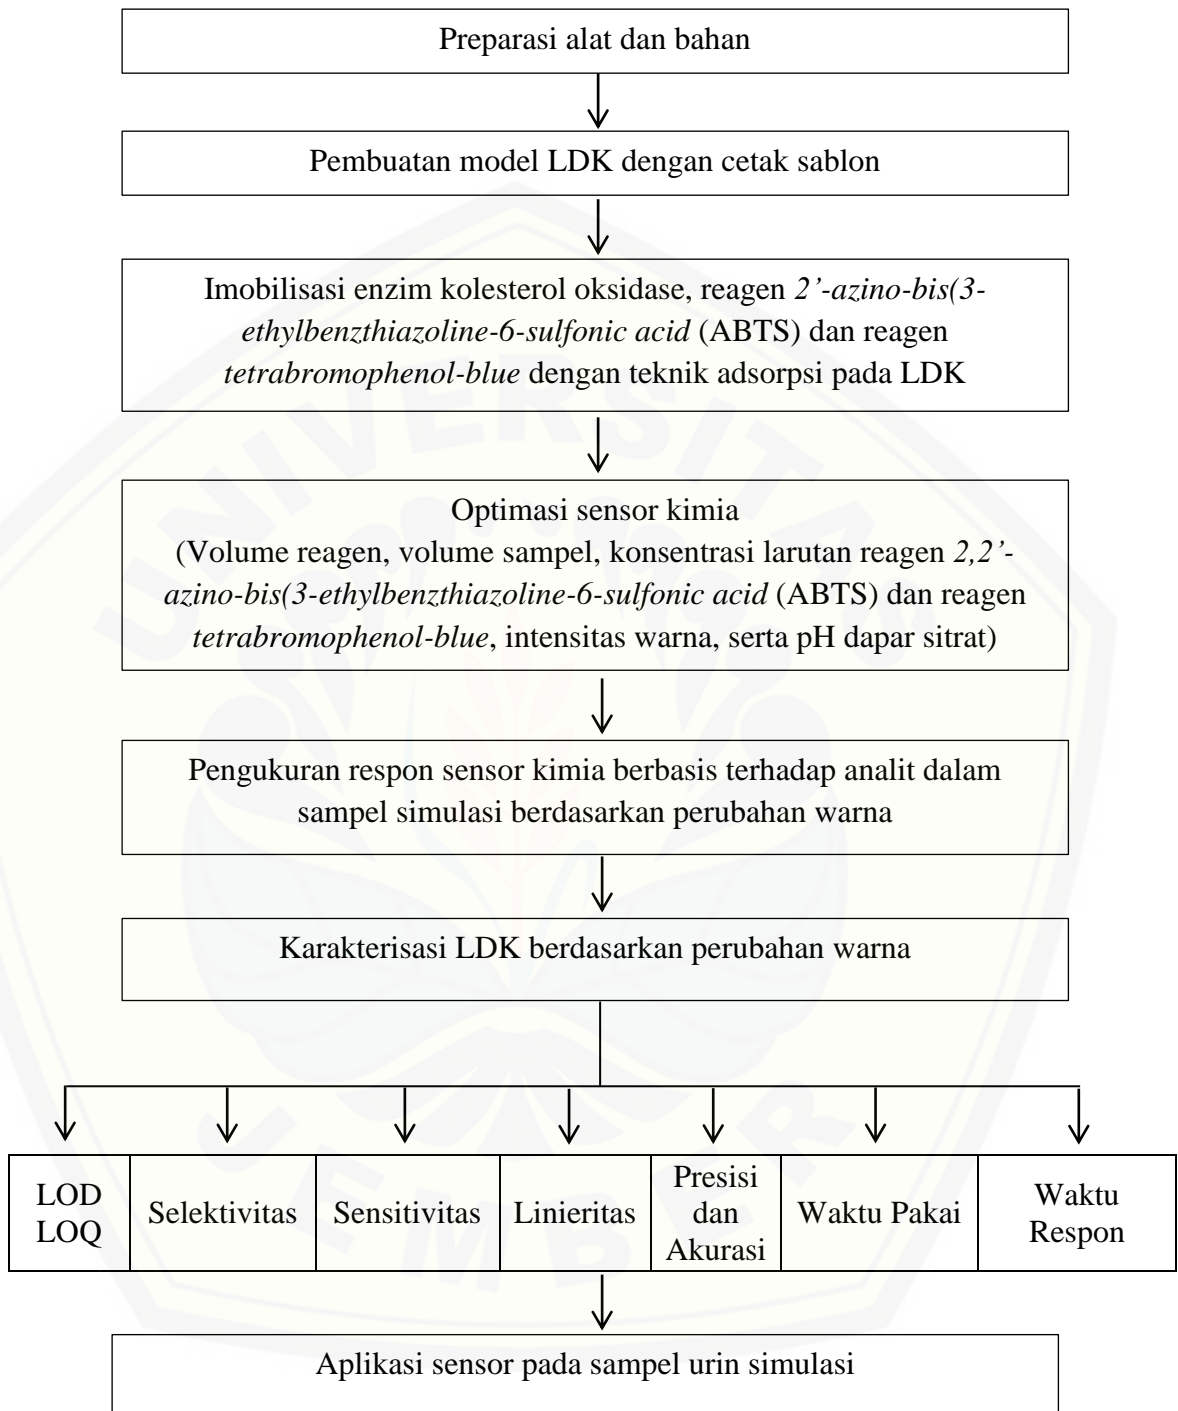 Preparasi alat dan bahan
Pembuatan model LDK dengan cetak sablon
Imobilisasi enzim kolesterol oksidase, reagen 2’-azino-bis(3-
ethylbenzthiazoline-6-sulfonic acid (ABTS) dan reagen
tetrabromophenol-blue dengan teknik adsorpsi pada LDK
Optimasi sensor kimia
(Volume reagen, volume sampel, konsentrasi larutan reagen 2,2’-
azino-bis(3-ethylbenzthiazoline-6-sulfonic acid (ABTS) dan reagen
tetrabromophenol-blue, intensitas warna, serta pH dapar sitrat)
Pengukuran respon sensor kimia berbasis terhadap analit dalam
sampel simulasi berdasarkan perubahan warna
Karakterisasi LDK berdasarkan perubahan warna
LOD
LOQ
Selektivitas
Sensitivitas
Linieritas
Presisi
dan
Akurasi
Waktu Pakai
Waktu
Respon
Aplikasi sensor pada sampel urin simulasi
UNIVERSITAS
JEMBER